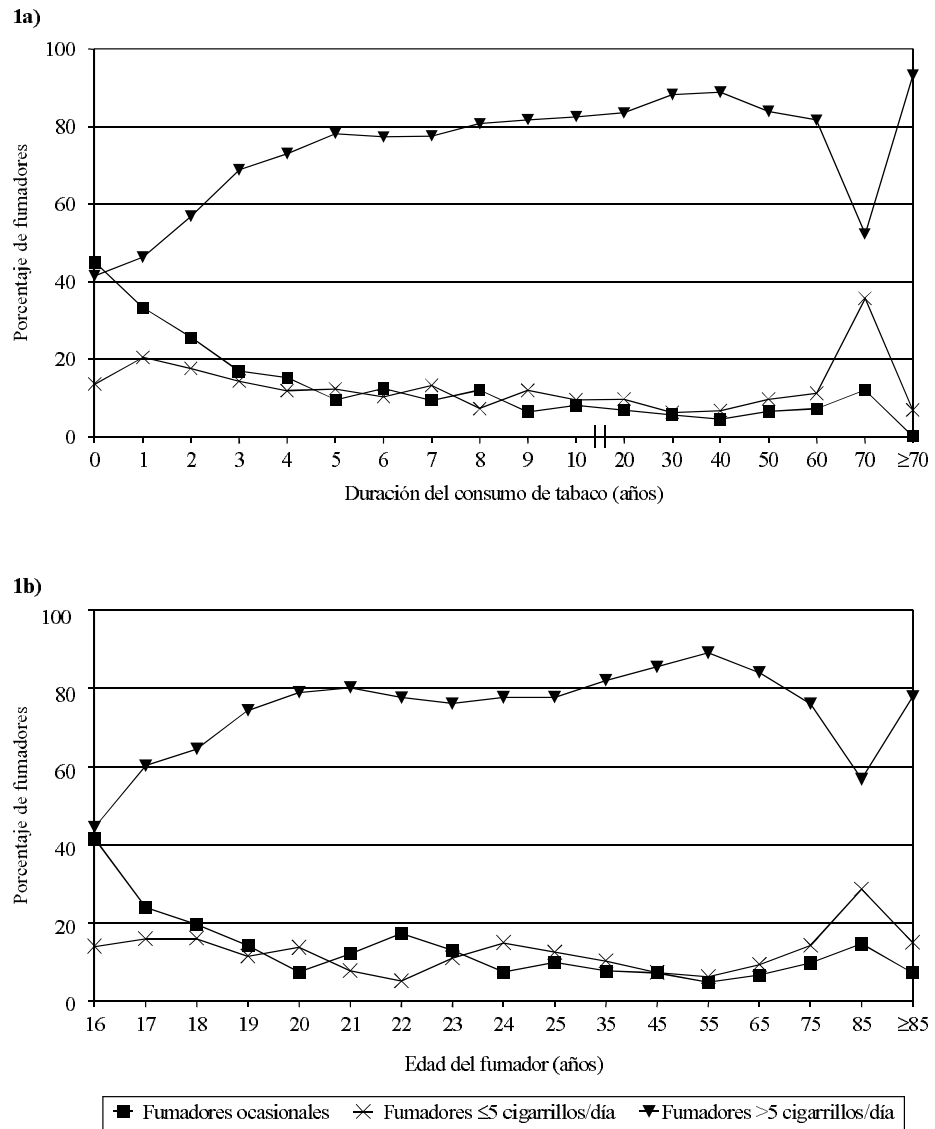 1a)
100
80
60
40
20
0
Porcentaje de fumadores
0 1 2 3 4 5 6 7 8 9 10 20 30 40 50 60 70 ≥70
Duración del consumo de tabaco (años)
1b)
100
80
60
40
20
0
Porcentaje de fumadores
16 17 18 19 20 21 22 23 24 25 35 45 55 65 75 85 ≥85
Edad del fumador (años)
Fumadores ocasionales Fumadores ≤5 cigarrillos/día Fumadores >5 cigarrillos/día